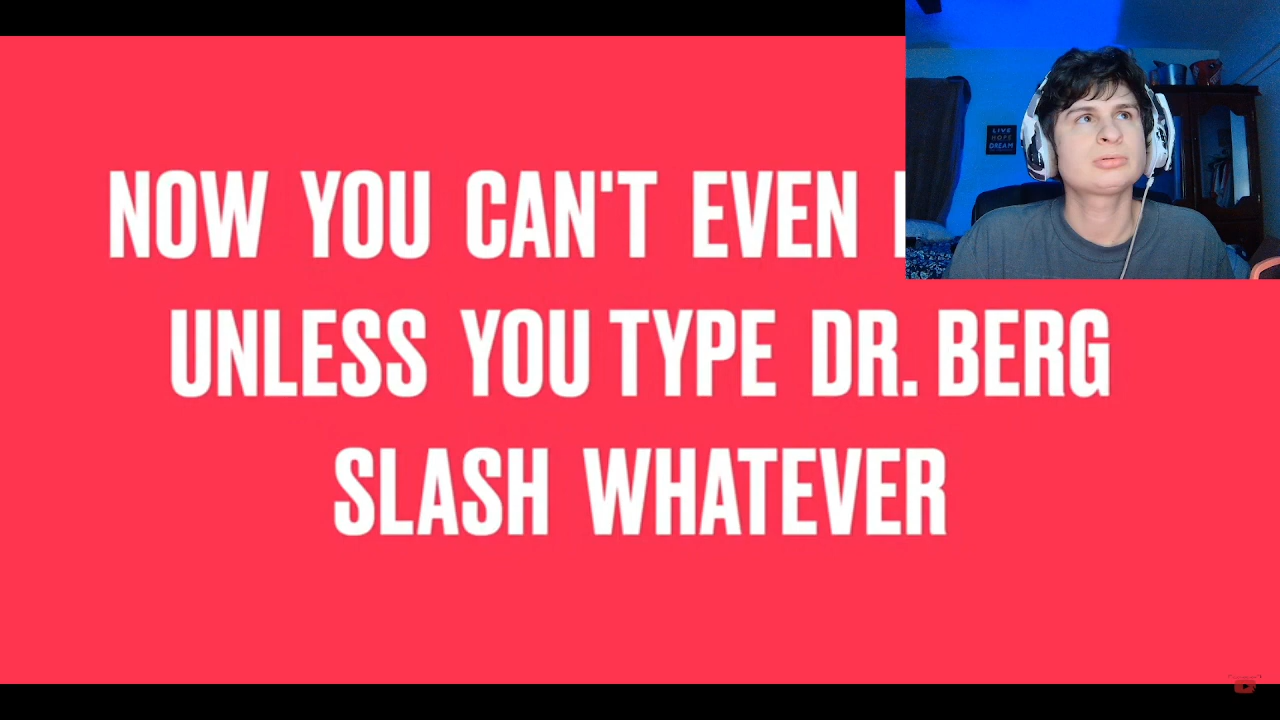 NOW YOU CAN'T EVEN
UNLESS YOU TYPE DR. BERG
SLASH WHATEVER
LIVE
HOPE
DREAM